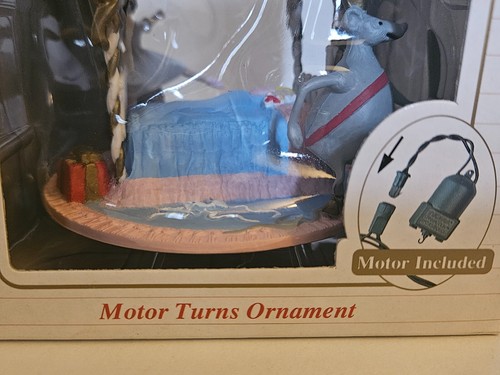 Motor Included
Motor Turns Ornament